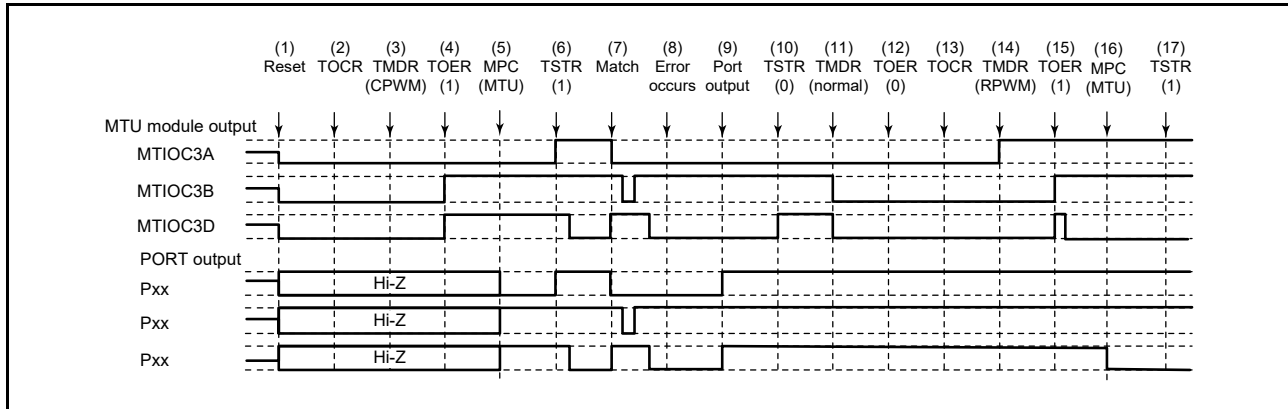 (1) (2) (3) (4) (5) (6) (7) (8) (9) (10) (11) (12) (13) (14) (15) (16) (17)
Reset TOCR TMDR TOER MPC TSTR Match Error Port TSTR TMDR TOER TOCR TMDR TOER MPC TSTR
(CPWM) (1) (MTU) (1) occurs output (0) (normal) (0) (RPWM) (1) (MTU) (1)
MTU module output
MTIOC3A
MTIOC3B
MTIOC3D
PORT output
Pxx Hi-Z
Pxx Hi-Z
Pxx Hi-Z